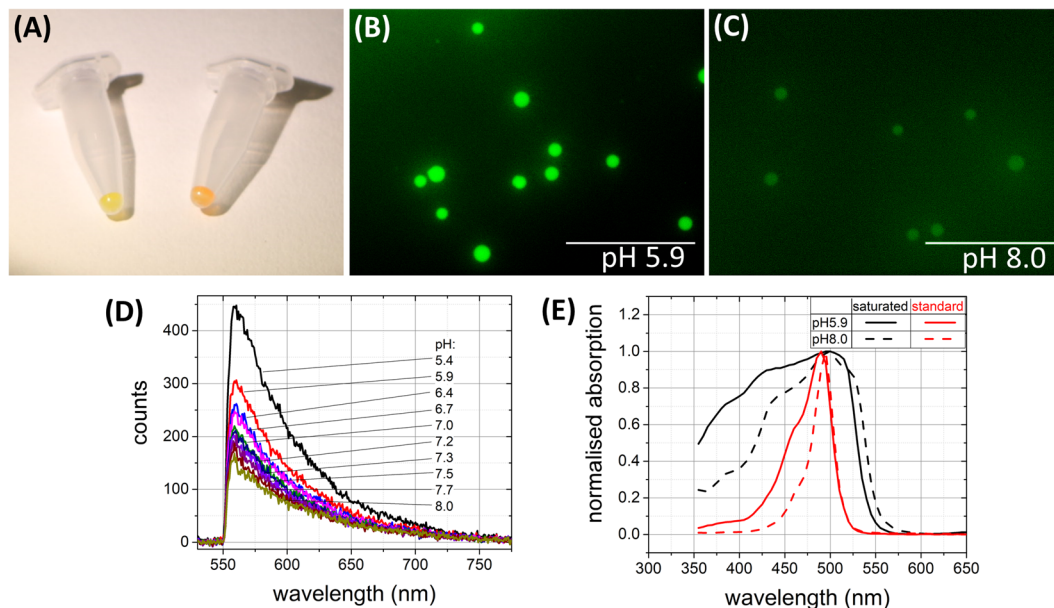 (A)
(B)
pH 5.9
(C)
pH 8.0
(D)
400
300
200
100
0
counts
550
600
650
700
750
wavelength (nm)
pH:
5.4
5.9
6.4
6.7
7.0
7.2
7.3
7.5
7.7
8.0
(E)
saturated
standard
pH5.9
pH8.0
1.0
0.8
0.6
0.4
0.2
0.0
normalised absorption
300
350
400
450
500
550
600
650
wavelength (nm)